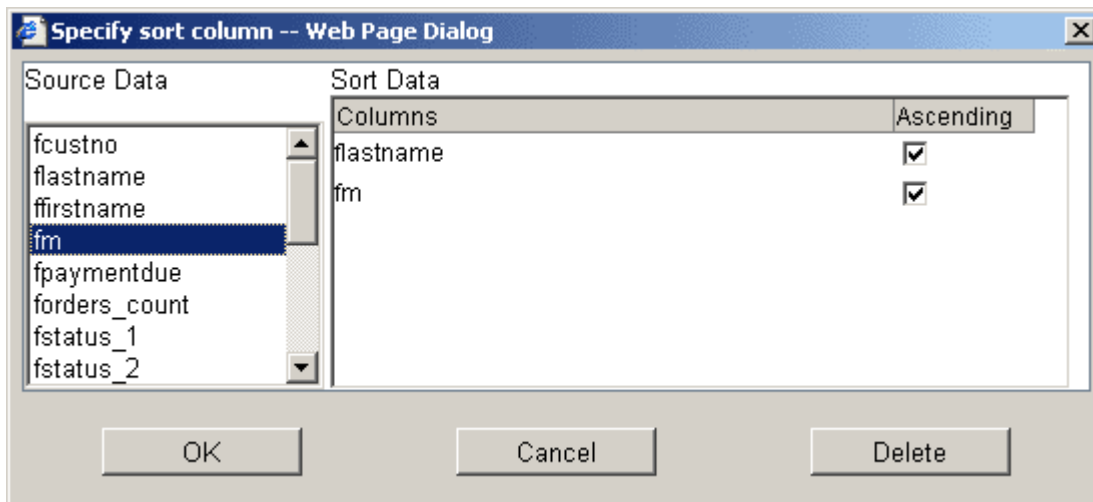 Specify sort column -- Web Page Dialog
Source Data
Sort Data
Columns
Ascending
fcustno
flastname
ffirstname
fm
fpaymentdue
forders_count
fstatus_1
fstatus_2
flastname
fm
OK
Cancel
Delete